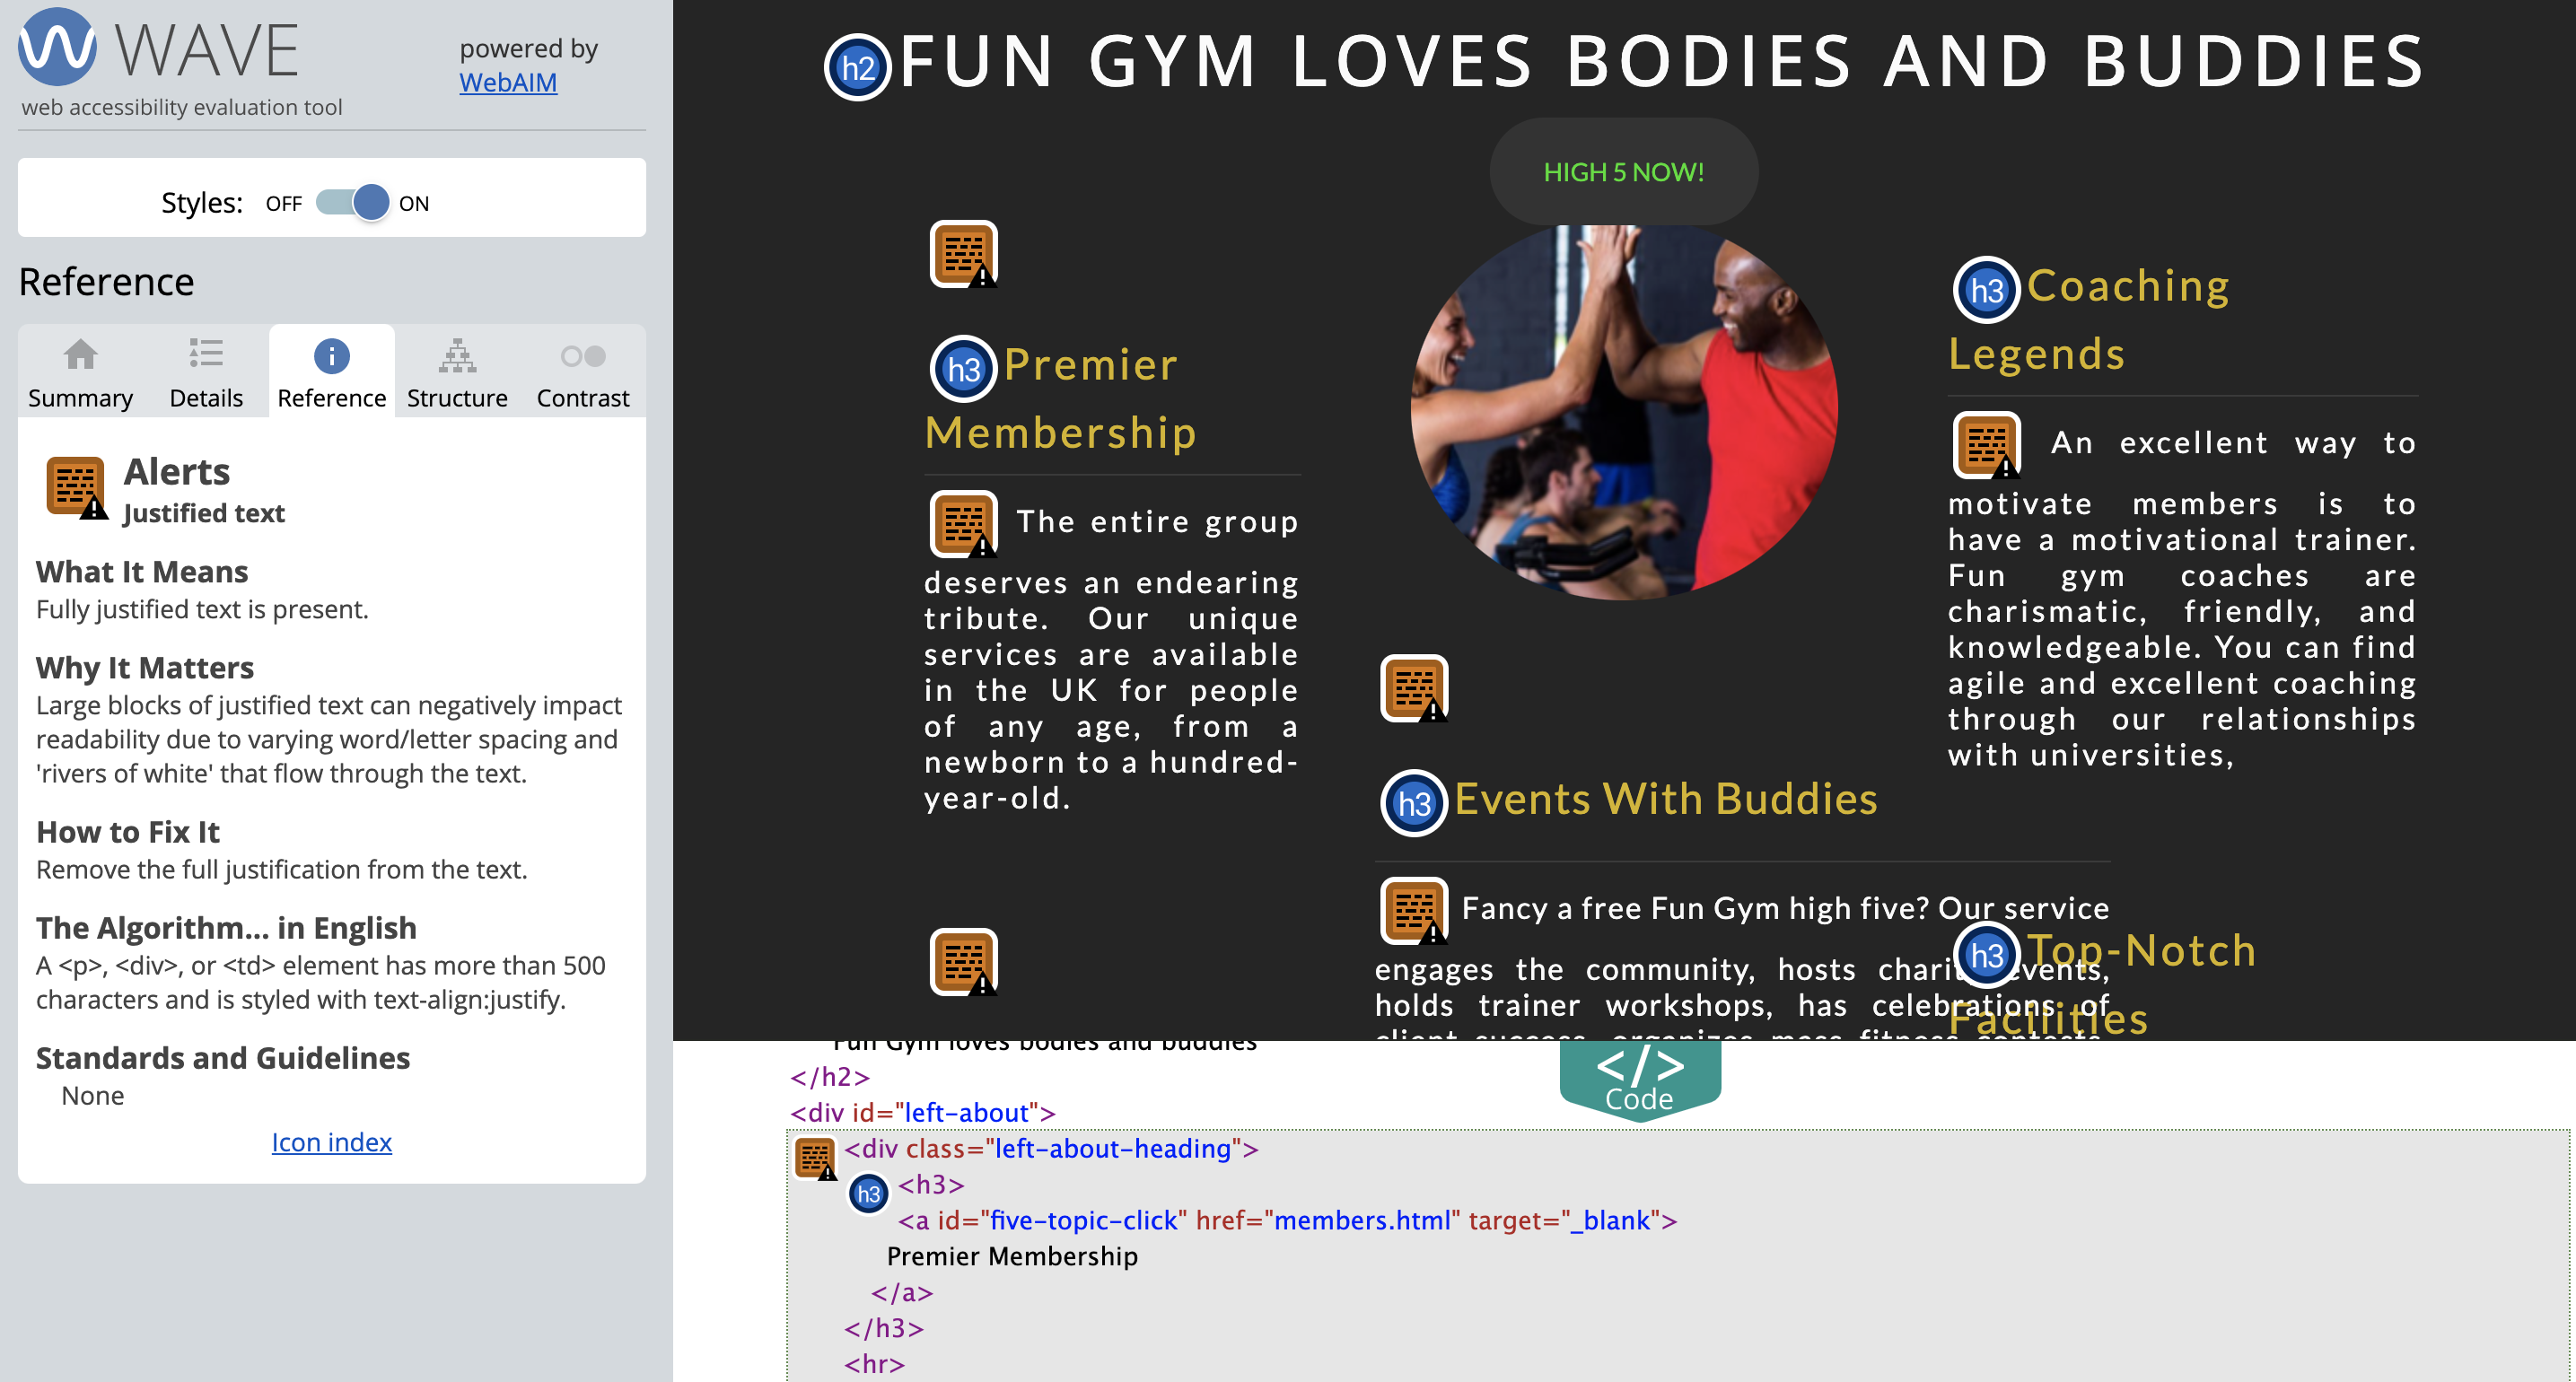 WAVE
powered by
WebAIM
web accessibility evaluation tool
Styles: OFF ON
Reference
Summary Details Reference Structure Contrast
Alerts
Justified text
What It Means
Fully justified text is present.
Why It Matters
Large blocks of justified text can negatively impact
readability due to varying word/letter spacing and
'rivers of white' that flow through the text.
How to Fix It
Remove the full justification from the text.
The Algorithm... in English
A <p>, <div>, or <td> element has more than 500
characters and is styled with text-align:justify.
Standards and Guidelines
None
Icon index
h2 FUN GYM LOVES BODIES AND BUDDIES
HIGH 5 NOW!
h3 Premier
Membership
The entire group
deserves an endearing
tribute. Our unique
services are available
in the UK for people
of any age, from a
newborn to a hundred-
year-old.
h3 Events With Buddies
Fancy a free Fun Gym high five? Our service
engages the community, hosts charity events,
holds trainer workshops, has celebrations of
client success, organizes mass fitness contests,
h3 Coaching
Legends
An excellent way to
motivate members is to
have a motivational trainer.
Fun gym coaches are
charismatic, friendly, and
knowledgeable. You can find
agile and excellent coaching
through our relationships
with universities,
h3 Top-Notch
Facilities
Fun Gym loves bodies and buddies
</h2>
<div id="left-about">
<div class="left-about-heading">
h3 <h3>
<a id="five-topic-click" href="members.html" target="_blank">
Premier Membership
</a>
</h3>
<hr>
</> Code